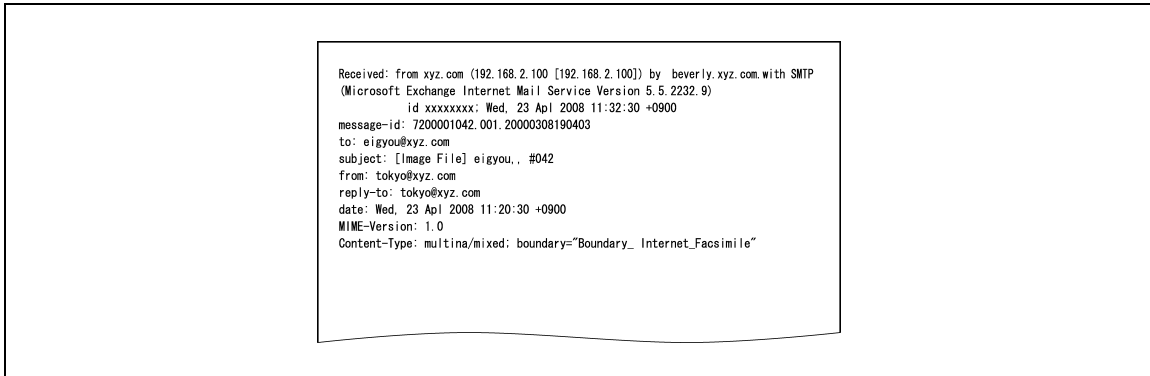 Received: from xyz.com (192.168.2.100 [192.168.2.100]) by beverly.xyz.com.with SMTP
(Microsoft Exchange Internet Mail Service Version 5.5.2232.9)
id xxxxxxxx; Wed, 23 Apl 2008 11:32:30 +0900
message-id: 7200001042.001.20000308190403
to: eigyou@xyz.com
subject: [Image File] eigyou,, #042
from: tokyo@xyz.com
reply-to: tokyo@xyz.com
date: Wed, 23 Apl 2008 11:20:30 +0900
MIME-Version: 1.0
Content-Type: multina/mixed; boundary="Boundary_ Internet_Facsimile"